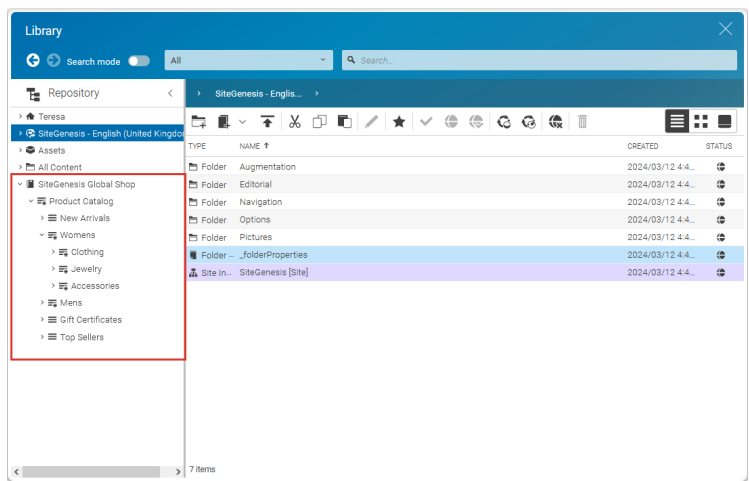 Library
Search mode
All
Search...
Repository
SiteGenesis - Englis...
Teresa
SiteGenesis - English (United Kingdo
Assets
All Content
SiteGenesis Global Shop
Product Catalog
New Arrivals
Womens
Clothing
Jewelry
Accessories
Mens
Gift Certificates
Top Sellers
TYPE NAME CREATED STATUS
Folder Augmentation 2024/03/12 4:4...
Folder Editorial 2024/03/12 4:4...
Folder Navigation 2024/03/12 4:4...
Folder Options 2024/03/12 4:4...
Folder Pictures 2024/03/12 4:4...
Folder ... _folderProperties 2024/03/12 4:4...
Site In... SiteGenesis [Site] 2024/03/12 4:4...
7 items